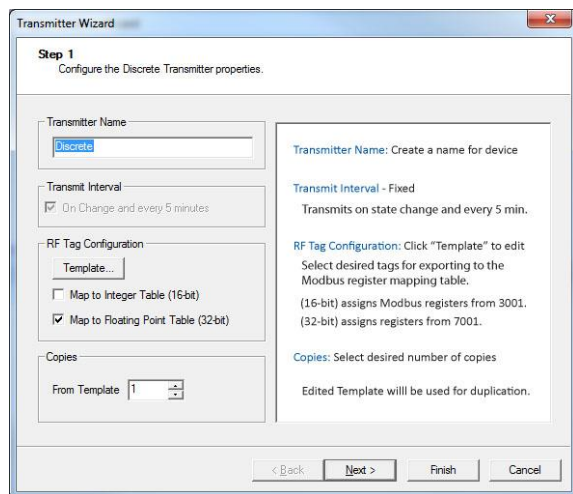 Transmitter Wizard
Step 1
Configure the Discrete Transmitter properties.
Transmitter Name
Discrete
Transmit Interval
On Change and every 5 minutes
RF Tag Configuration
Template...
Map to Integer Table (16-bit)
Map to Floating Point Table (32-bit)
Copies
From Template 1
Transmitter Name: Create a name for device
Transmit Interval - Fixed
Transmits on state change and every 5 min.
RF Tag Configuration: Click "Template" to edit
Select desired tags for exporting to the
Modbus register mapping table.
(16-bit) assigns Modbus registers from 3001.
(32-bit) assigns registers from 7001.
Copies: Select desired number of copies
Edited Template willl be used for duplication.
< Back Next > Finish Cancel